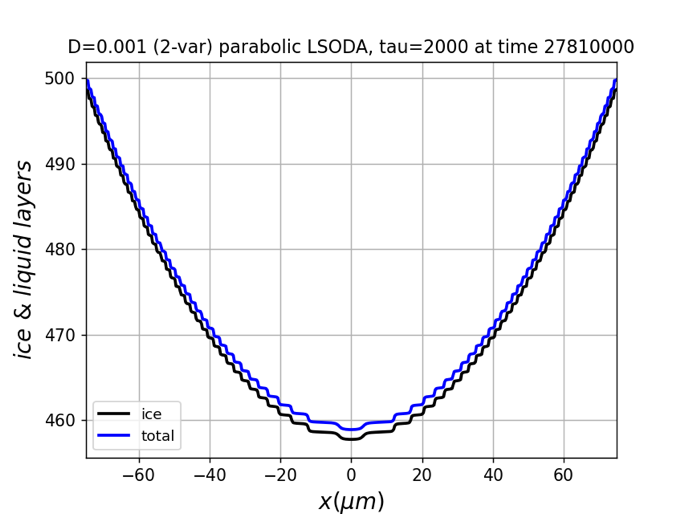 D=0.001 (2-var) parabolic LSODA, tau=2000 at time 27810000
500
490
480
470
460
ice & liquid layers
ice
total
−60
−40
−20
0
20
40
60
x(μm)